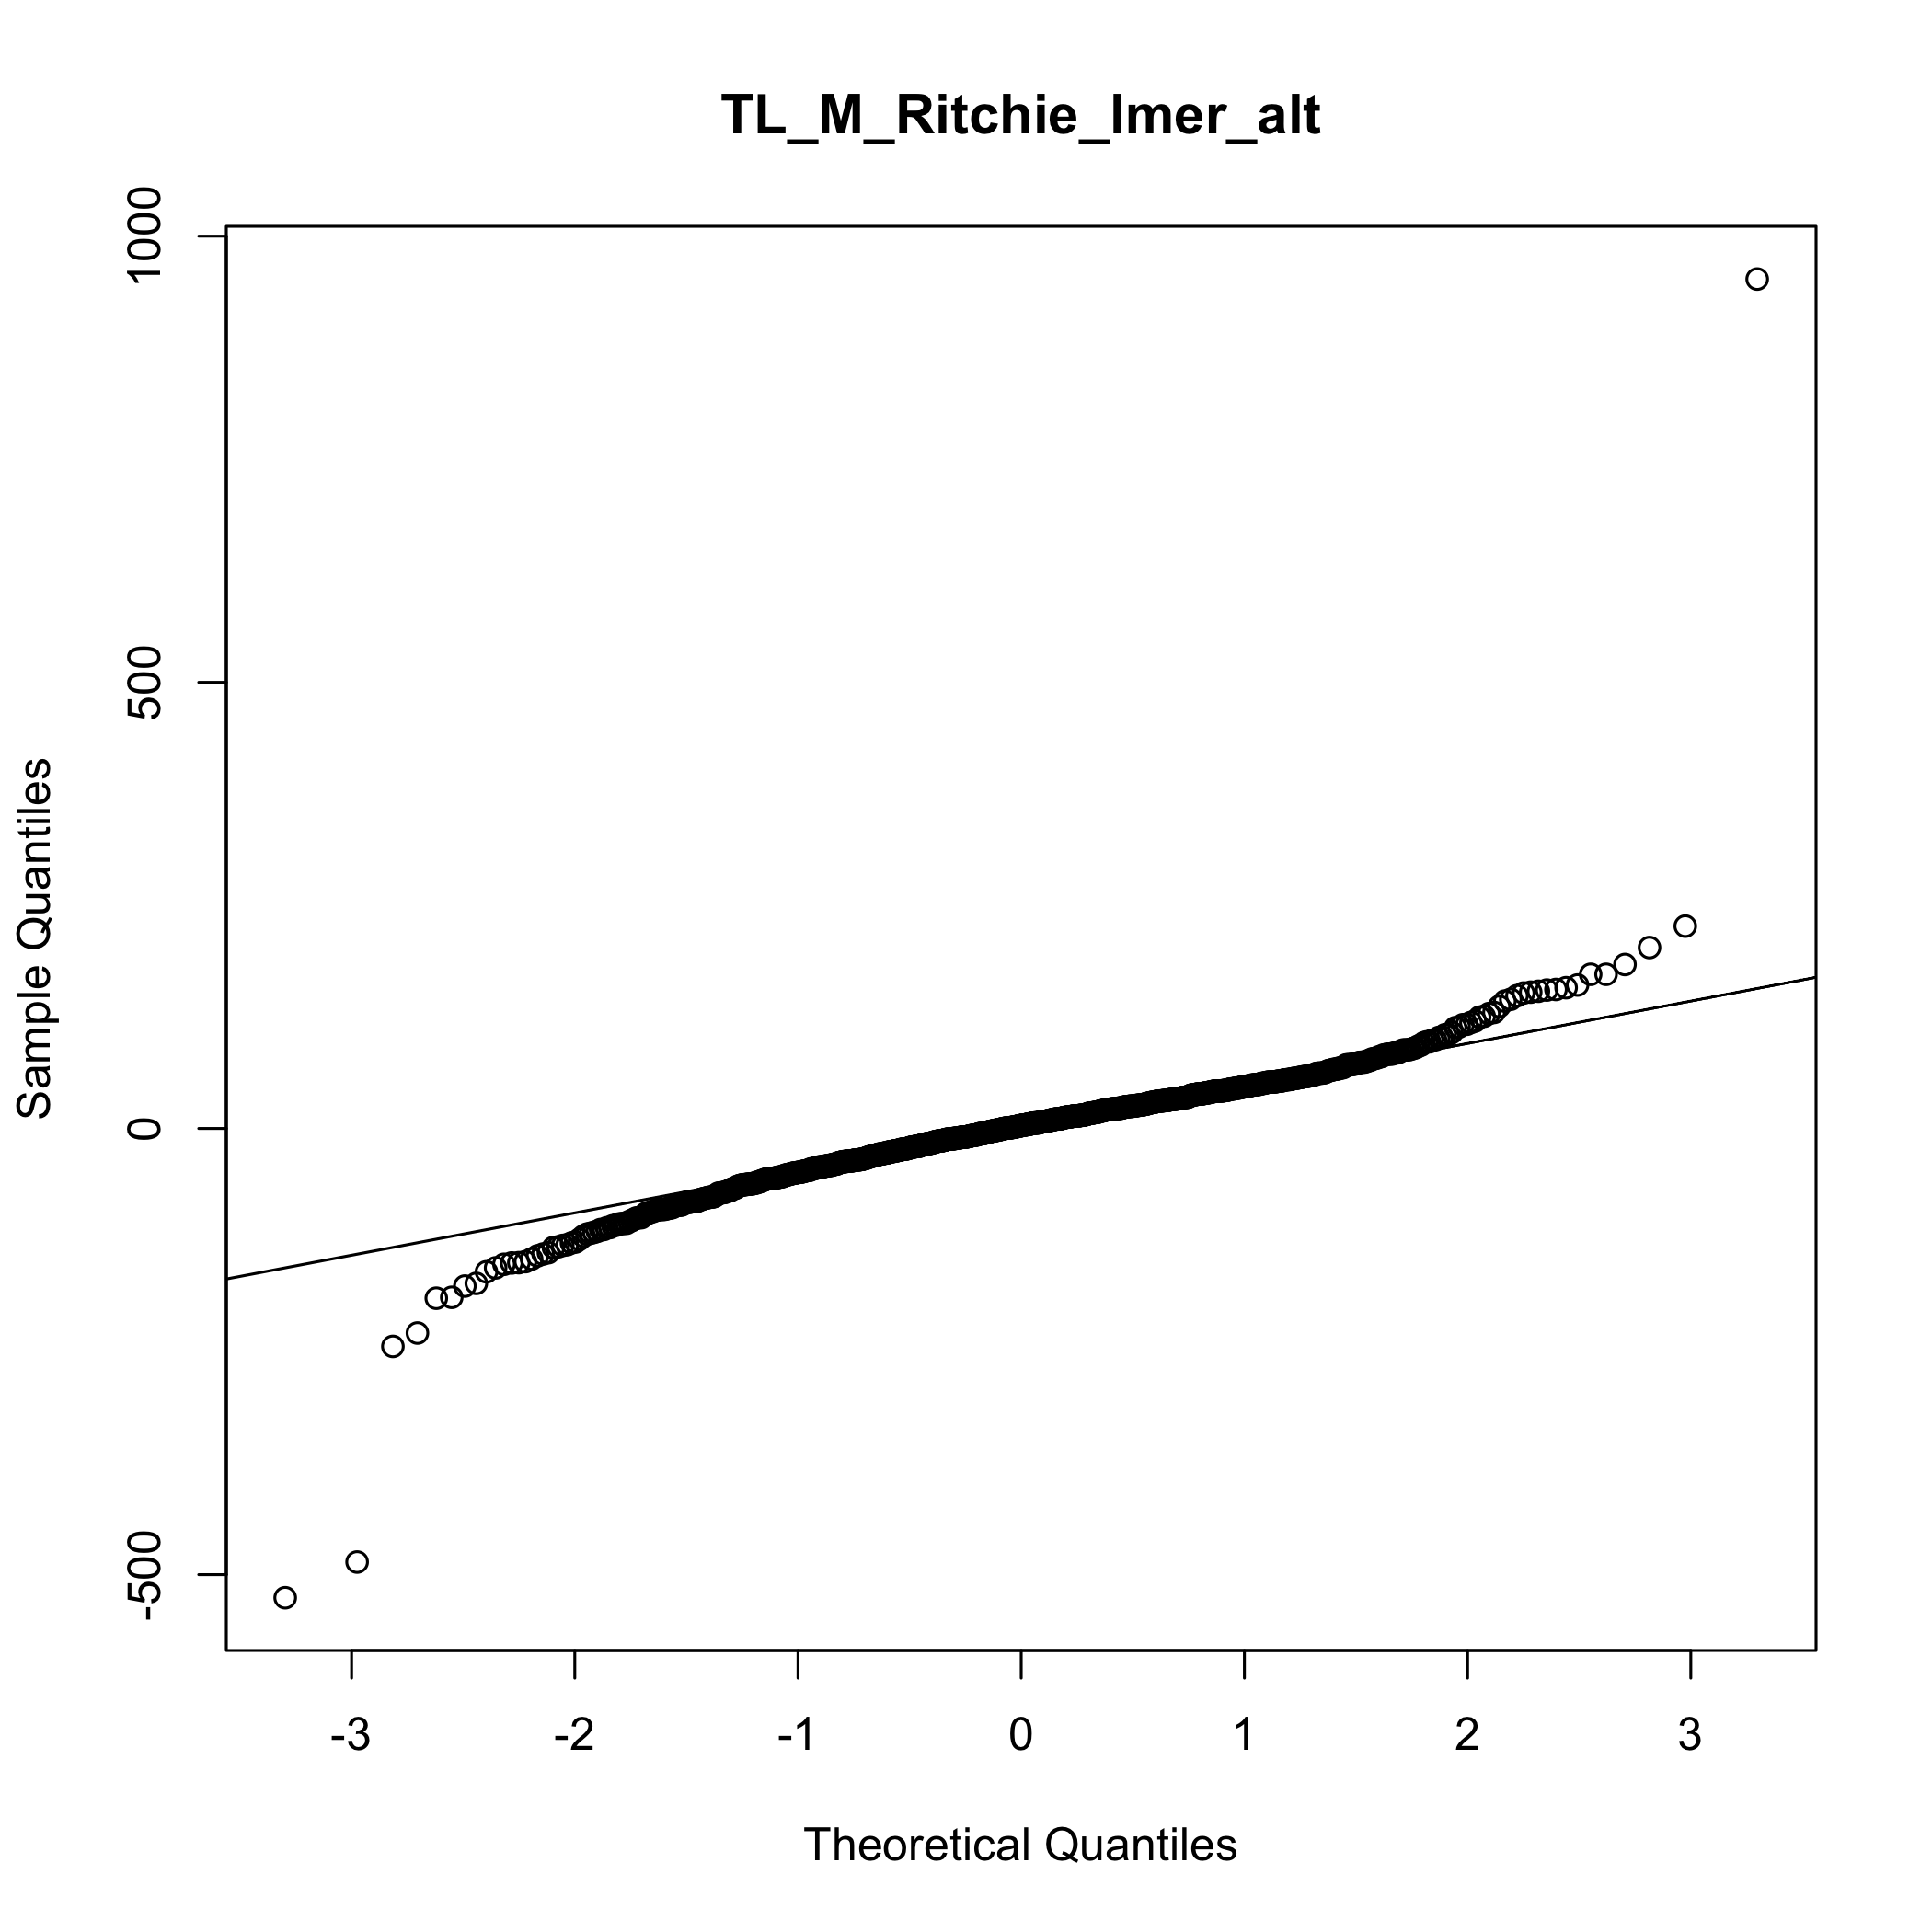 TL_M_Ritchie_lmer_alt
1000
500
0
-500
Sample Quantiles
-3 -2 -1 0 1 2 3
Theoretical Quantiles